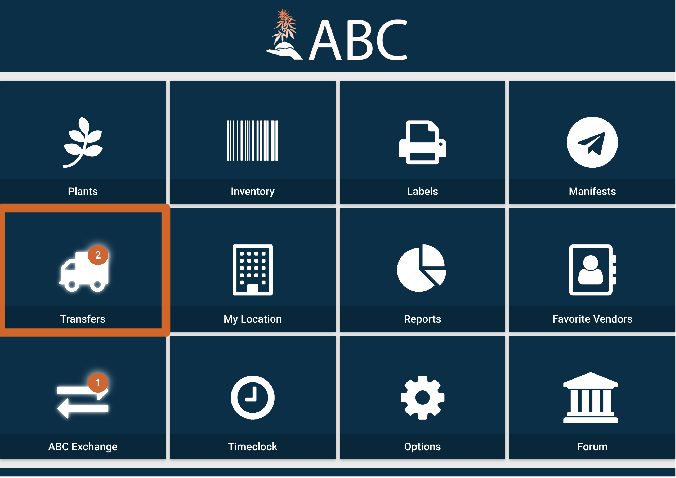 ABC
Plants
Inventory
Labels
Manifests
2
Transfers
My Location
Reports
Favorite Vendors
1
ABC Exchange
Timeclock
Options
Forum